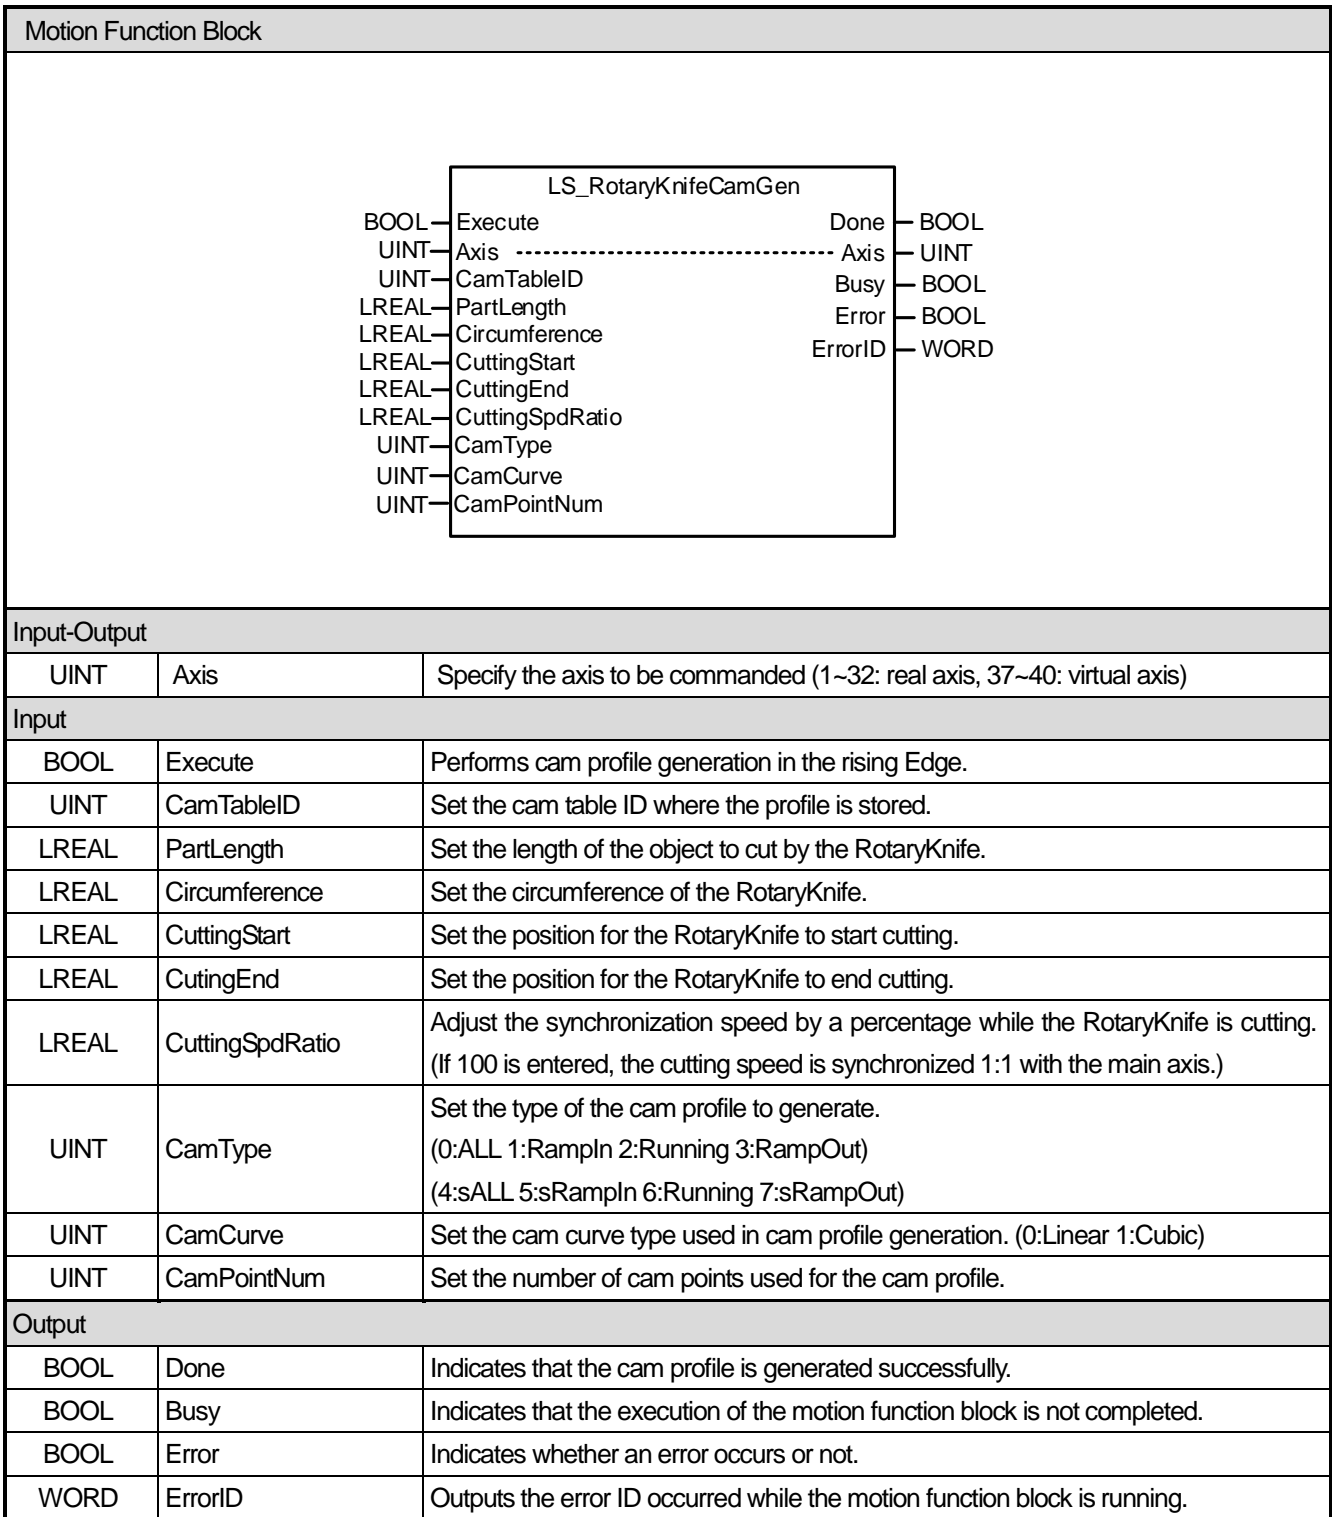 Motion Function Block
LS_RotaryKnifeCamGen
BOOL Execute Done BOOL
UINT Axis Axis UINT
UINT CamTableID Busy BOOL
LREAL PartLength Error BOOL
LREAL Circumference ErrorID WORD
LREAL CuttingStart
LREAL CuttingEnd
LREAL CuttingSpdRatio
UINT CamType
UINT CamCurve
UINT CamPointNum
Input-Output
UINT Axis Specify the axis to be commanded (1~32: real axis, 37~40: virtual axis)
Input
BOOL Execute Performs cam profile generation in the rising Edge.
UINT CamTableID Set the cam table ID where the profile is stored.
LREAL PartLength Set the length of the object to cut by the RotaryKnife.
LREAL Circumference Set the circumference of the RotaryKnife.
LREAL CuttingStart Set the position for the RotaryKnife to start cutting.
LREAL CutingEnd Set the position for the RotaryKnife to end cutting.
LREAL CuttingSpdRatio Adjust the synchronization speed by a percentage while the RotaryKnife is cutting.
(If 100 is entered, the cutting speed is synchronized 1:1 with the main axis.)
UINT CamType Set the type of the cam profile to generate.
(0:ALL 1:RampIn 2:Running 3:RampOut)
(4:sALL 5:sRampIn 6:Running 7:sRampOut)
UINT CamCurve Set the cam curve type used in cam profile generation. (0:Linear 1:Cubic)
UINT CamPointNum Set the number of cam points used for the cam profile.
Output
BOOL Done Indicates that the cam profile is generated successfully.
BOOL Busy Indicates that the execution of the motion function block is not completed.
BOOL Error Indicates whether an error occurs or not.
WORD ErrorID Outputs the error ID occurred while the motion function block is running.